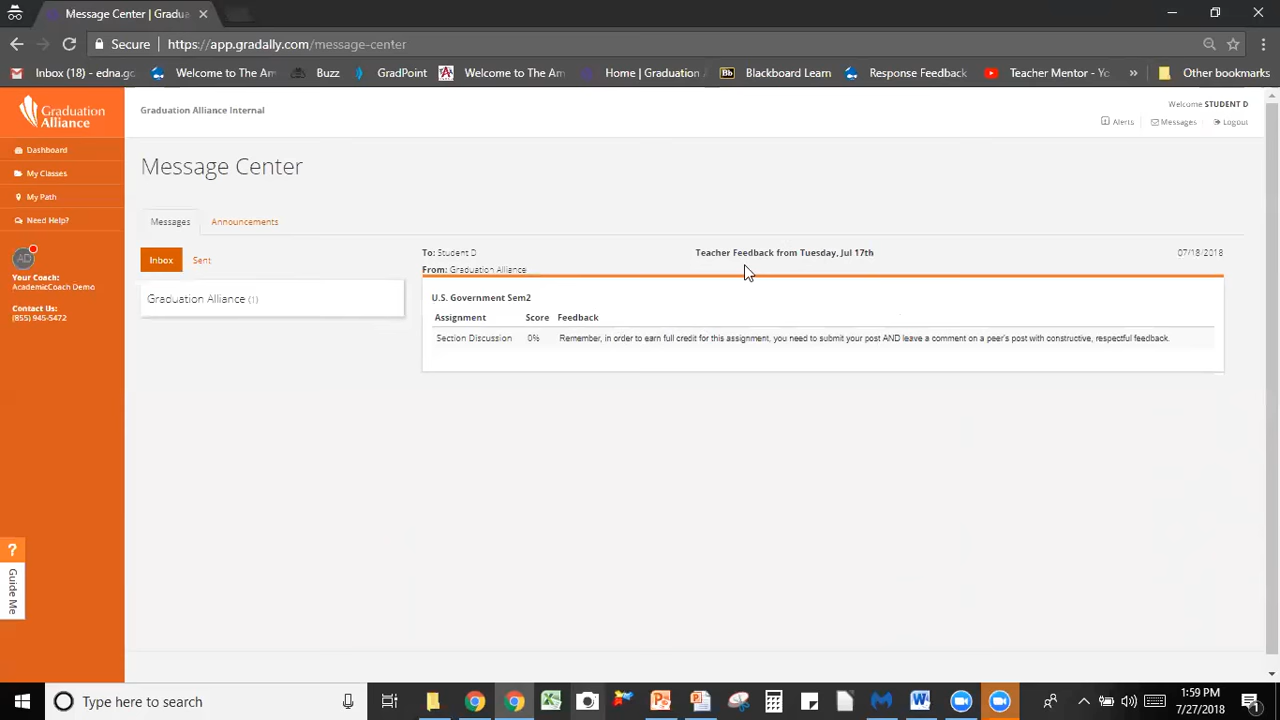 Message Center | Gradua
Secure | https://app.gradally.com/message-center
Inbox (18) - edna.gc
Welcome to The Am
Buzz
GradPoint
Welcome to The Am
Home | Graduation
Blackboard Learn
Response Feedback
Teacher Mentor - Yo
Other bookmarks
Graduation Alliance
Graduation Alliance Internal
Welcome STUDENT D
Alerts
Messages
Logout
Dashboard
My Classes
My Path
Need Help?
AD
Your Coach:
AcademicCoach Demo
Contact Us:
(855) 945-5472
Message Center
Messages
Announcements
Inbox
Sent
Graduation Alliance (1)
To: Student D
Teacher Feedback from Tuesday, Jul 17th
07/18/2018
From: Graduation Alliance
U.S. Government Sem2
Assignment Score Feedback
Section Discussion 0% Remember, in order to earn full credit for this assignment, you need to submit your post AND leave a comment on a peer's post with constructive, respectful feedback.
? Guide Me
Type here to search
1:59 PM
7/27/2018